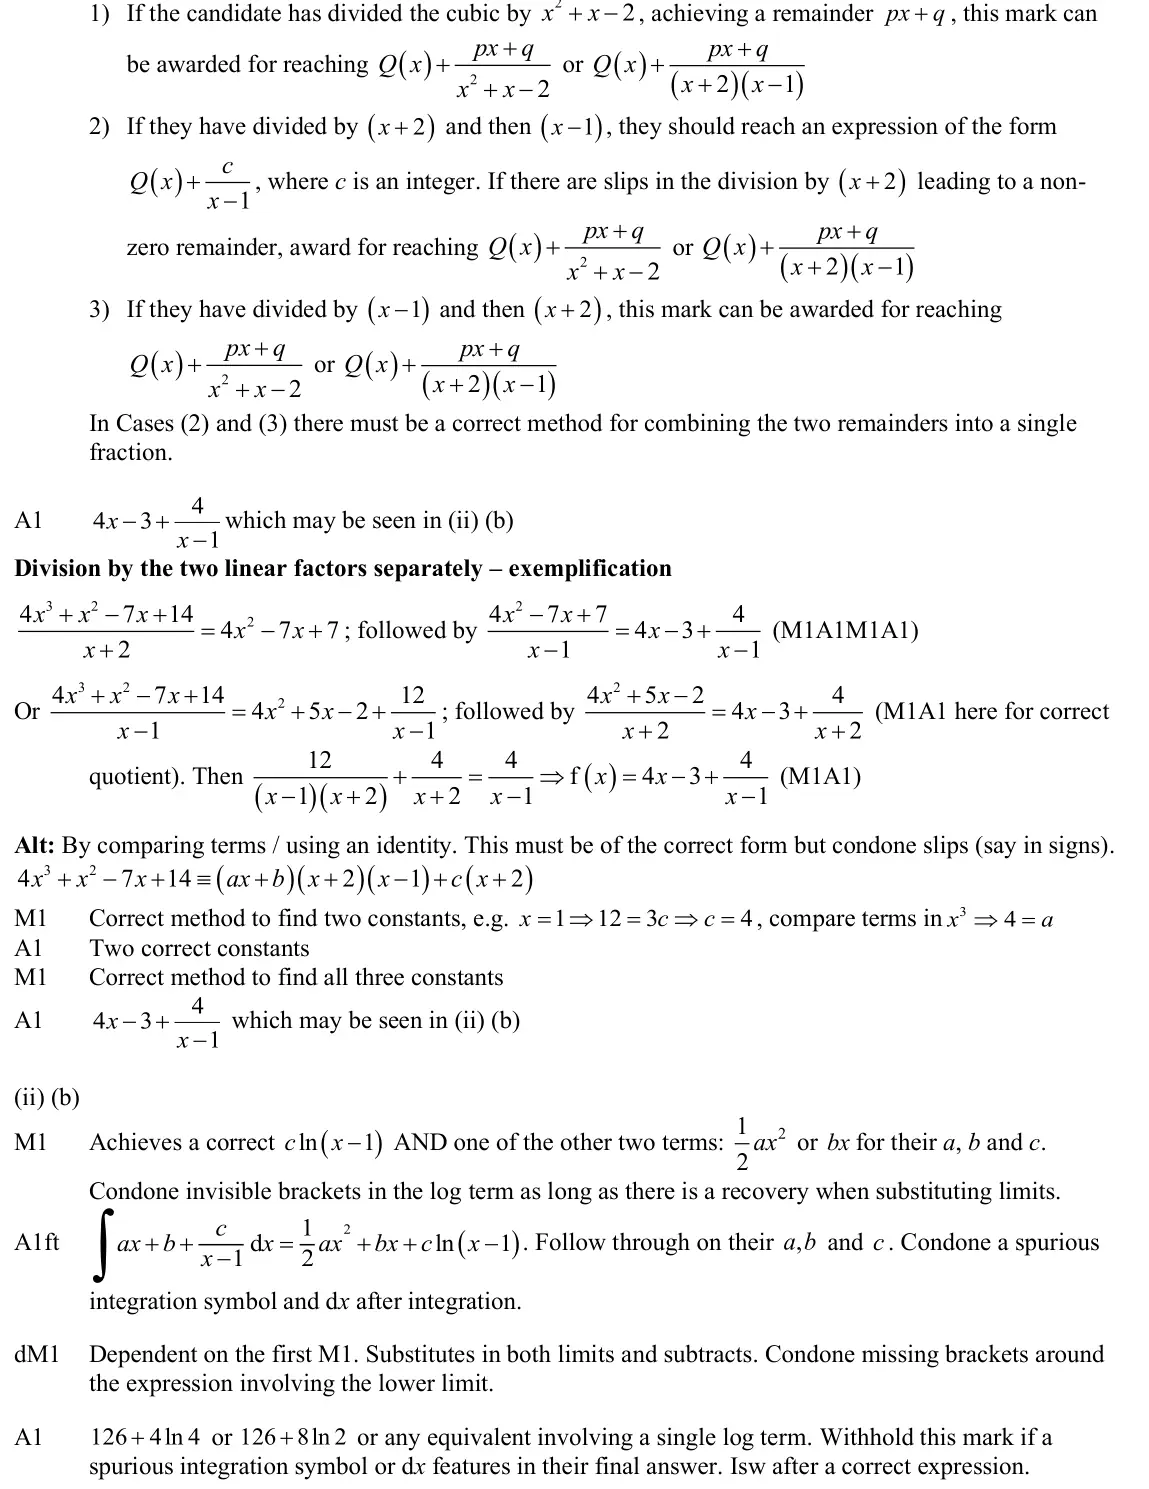 1) If the candidate has divided the cubic by x² + x − 2, achieving a remainder px + q, this mark can
be awarded for reaching Q(x) + (px + q)/(x² + x − 2) or Q(x) + (px + q)/((x + 2)(x − 1))
2) If they have divided by (x + 2) and then (x − 1), they should reach an expression of the form
Q(x) + c/(x − 1), where c is an integer. If there are slips in the division by (x + 2) leading to a non-
zero remainder, award for reaching Q(x) + (px + q)/(x² + x − 2) or Q(x) + (px + q)/((x + 2)(x − 1))
3) If they have divided by (x − 1) and then (x + 2), this mark can be awarded for reaching
Q(x) + (px + q)/(x² + x − 2) or Q(x) + (px + q)/((x + 2)(x − 1))
In Cases (2) and (3) there must be a correct method for combining the two remainders into a single
fraction.
A1 4x − 3 + 4/(x − 1) which may be seen in (ii) (b)
Division by the two linear factors separately – exemplification
(4x³ + x² − 7x + 14)/(x + 2) = 4x² − 7x + 7; followed by (4x² − 7x + 7)/(x − 1) = 4x − 3 + 4/(x − 1) (M1A1M1A1)
Or (4x³ + x² − 7x + 14)/(x − 1) = 4x² + 5x − 2 + 12/(x − 1); followed by (4x² + 5x − 2)/(x + 2) = 4x − 3 + 4/(x + 2) (M1A1 here for correct
quotient). Then 12/((x − 1)(x + 2)) + 4/(x + 2) = 4/(x − 1) ⇒ f(x) = 4x − 3 + 4/(x − 1) (M1A1)
Alt: By comparing terms / using an identity. This must be of the correct form but condone slips (say in signs).
4x³ + x² − 7x + 14 ≡ (ax + b)(x + 2)(x − 1) + c(x + 2)
M1 Correct method to find two constants, e.g. x = 1 ⇒ 12 = 3c ⇒ c = 4, compare terms in x³ ⇒ 4 = a
A1 Two correct constants
M1 Correct method to find all three constants
A1 4x − 3 + 4/(x − 1) which may be seen in (ii) (b)
(ii) (b)
M1 Achieves a correct c ln(x − 1) AND one of the other two terms: 1/2 ax² or bx for their a, b and c.
Condone invisible brackets in the log term as long as there is a recovery when substituting limits.
A1ft ∫ ax + b + c/(x − 1) dx = 1/2 ax² + bx + c ln(x − 1). Follow through on their a, b and c. Condone a spurious
integration symbol and dx after integration.
dM1 Dependent on the first M1. Substitutes in both limits and subtracts. Condone missing brackets around
the expression involving the lower limit.
A1 126 + 4 ln 4 or 126 + 8 ln 2 or any equivalent involving a single log term. Withhold this mark if a
spurious integration symbol or dx features in their final answer. Isw after a correct expression.